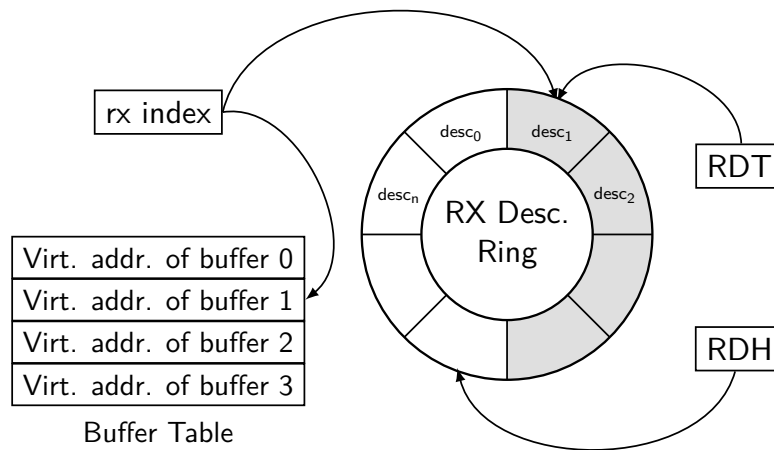 rx index
desc0
desc1
RDT
descn
desc2
RX Desc.
Ring
Virt. addr. of buffer 0
Virt. addr. of buffer 1
Virt. addr. of buffer 2
Virt. addr. of buffer 3
RDH
Buffer Table